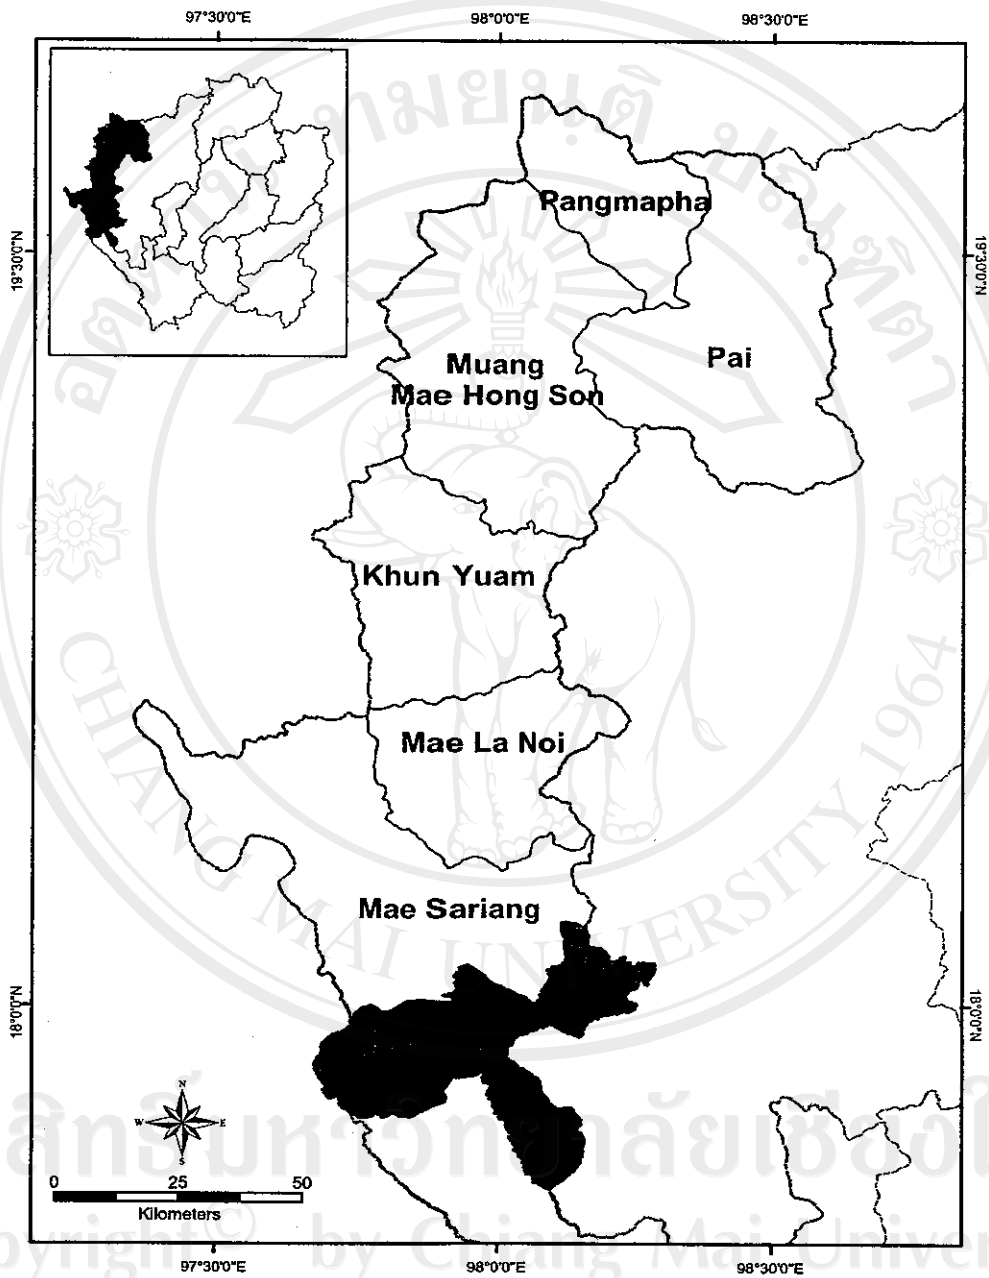 97°30'0"E
98°0'0"E
98°30'0"E
19°30'0"N
19°30'0"N
Pangmapha
Pai
Muang
Mae Hong Son
Khun Yuam
Mae La Noi
Mae Sariang
18°0'0"N
18°0'0"N
N
W
E
S
0
25
50
Kilometers
97°30'0"E
98°0'0"E
98°30'0"E
CHIANG MAI UNIVERSITY 1964
by Chiang Mai